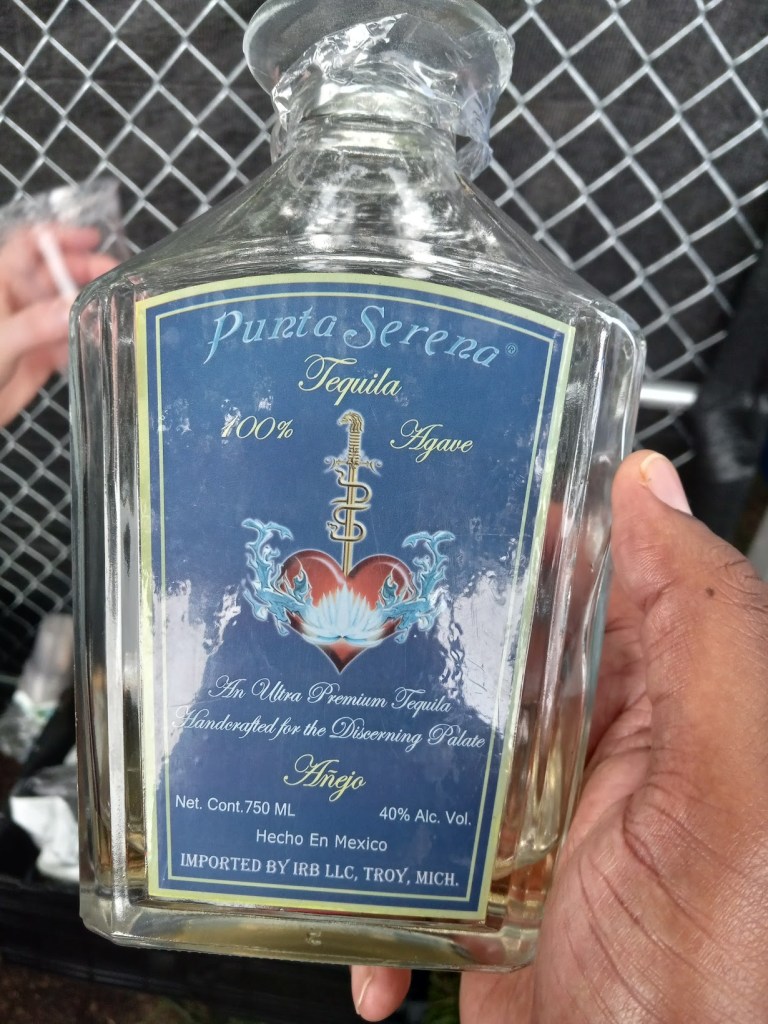 Punta Serena®
Tequila
100% Agave
An Ultra Premium Tequila
Handcrafted for the Discerning Palate
Añejo
Net. Cont.750 ML 40% Alc. Vol.
Hecho En Mexico
IMPORTED BY IRB LLC, TROY, MICH.